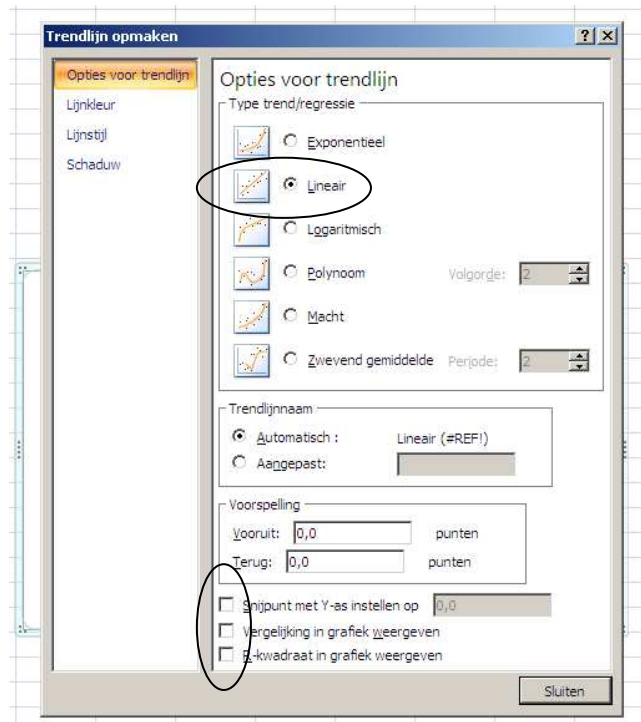 Trendlijn opmaken
Opties voor trendlijn
Lijnkleur
Lijnstijl
Schaduw
Opties voor trendlijn
Type trend/regressie
Exponentieel
Lineair
Logaritmisch
Polynoom Volgorde: 2
Macht
Zwevend gemiddelde Periode: 2
Trendlijnnaam
Automatisch : Lineair (#REF!)
Aangepast:
Voorspelling
Vooruit: 0,0 punten
Terug: 0,0 punten
Snijpunt met Y-as instellen op 0,0
Vergelijking in grafiek weergeven
R-kwadraat in grafiek weergeven
Sluiten